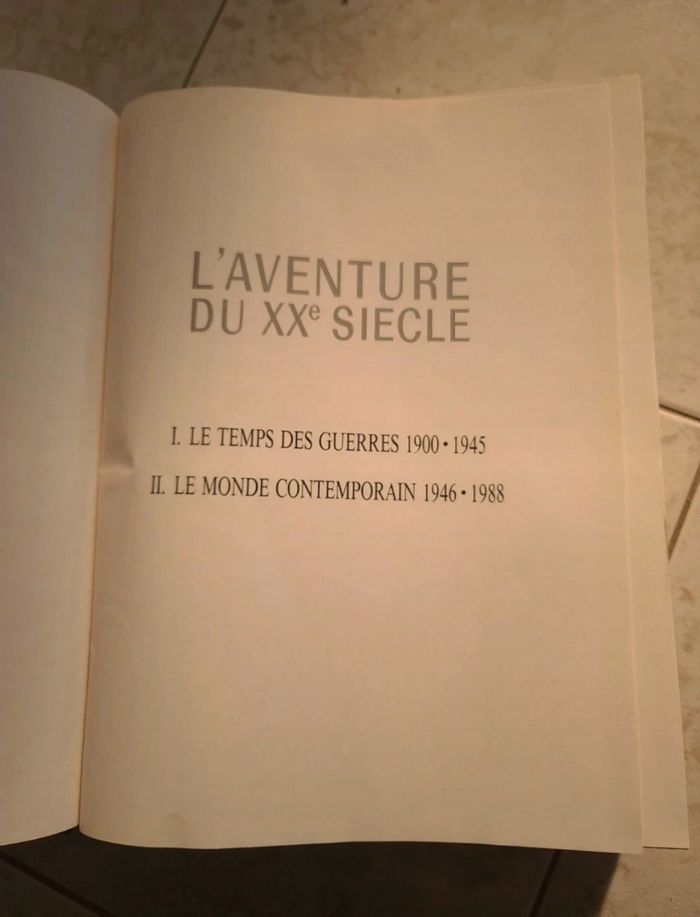 L'AVENTURE
DU XXe SIECLE
I. LE TEMPS DES GUERRES 1900 • 1945
II. LE MONDE CONTEMPORAIN 1946 • 1988